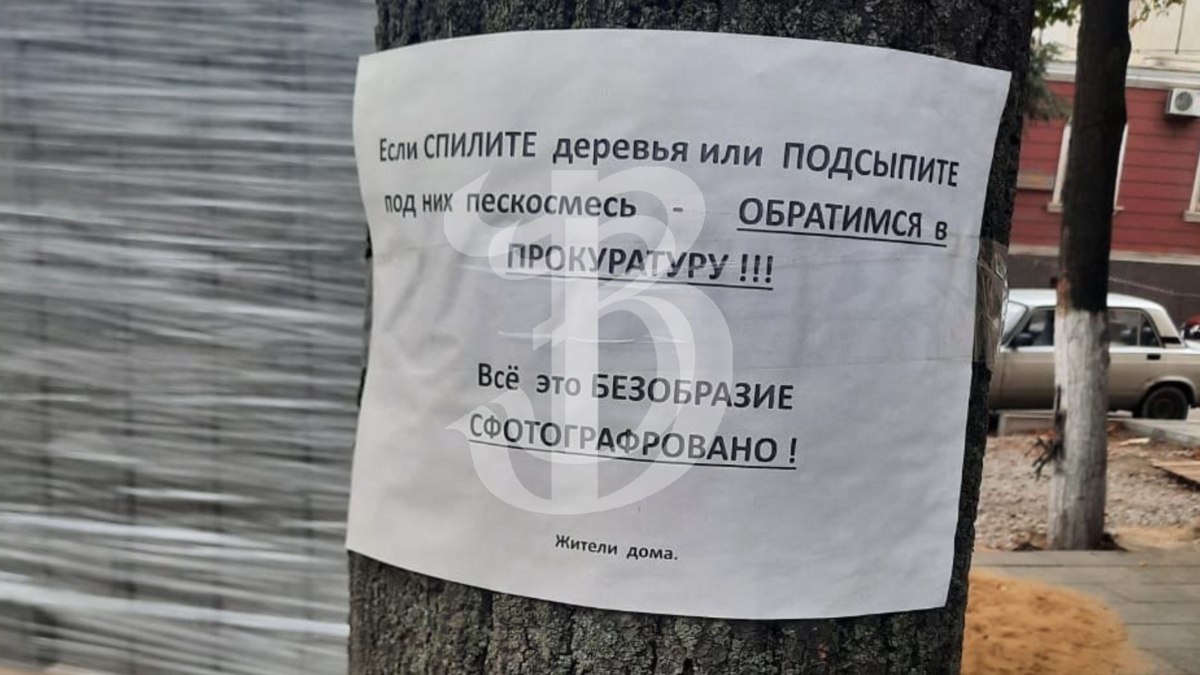 Если СПИЛИТЕ деревья или ПОДСЫПИТЕ
под них пескосмесь - ОБРАТИМСЯ в
ПРОКУРАТУРУ !!!
Всё это БЕЗОБРАЗИЕ
СФОТОГРАФРОВАНО !
Жители дома.